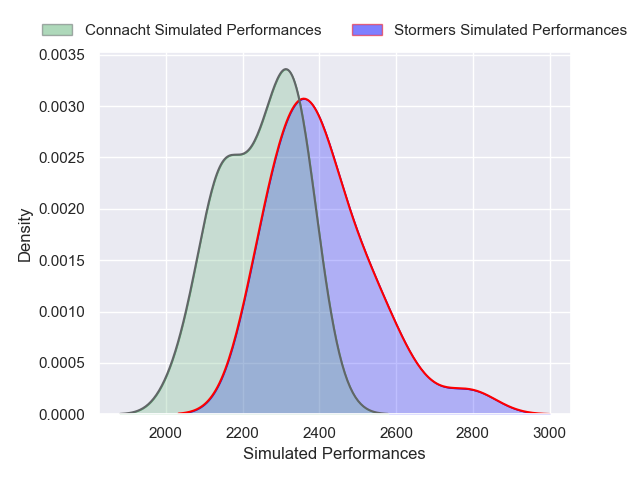 Connacht Simulated Performances Stormers Simulated Performances
0.0035
0.0030
0.0025
0.0020
0.0015
0.0010
0.0005
0.0000
Density
2000 2200 2400 2600 2800 3000
Simulated Performances